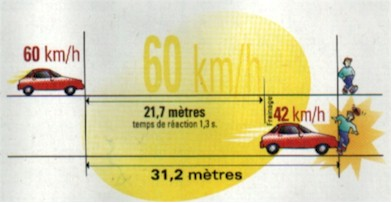 60 km/h
60 km/h
21,7 mètres
temps de réaction 1,3 s.
Freinage
42 km/h
31,2 mètres